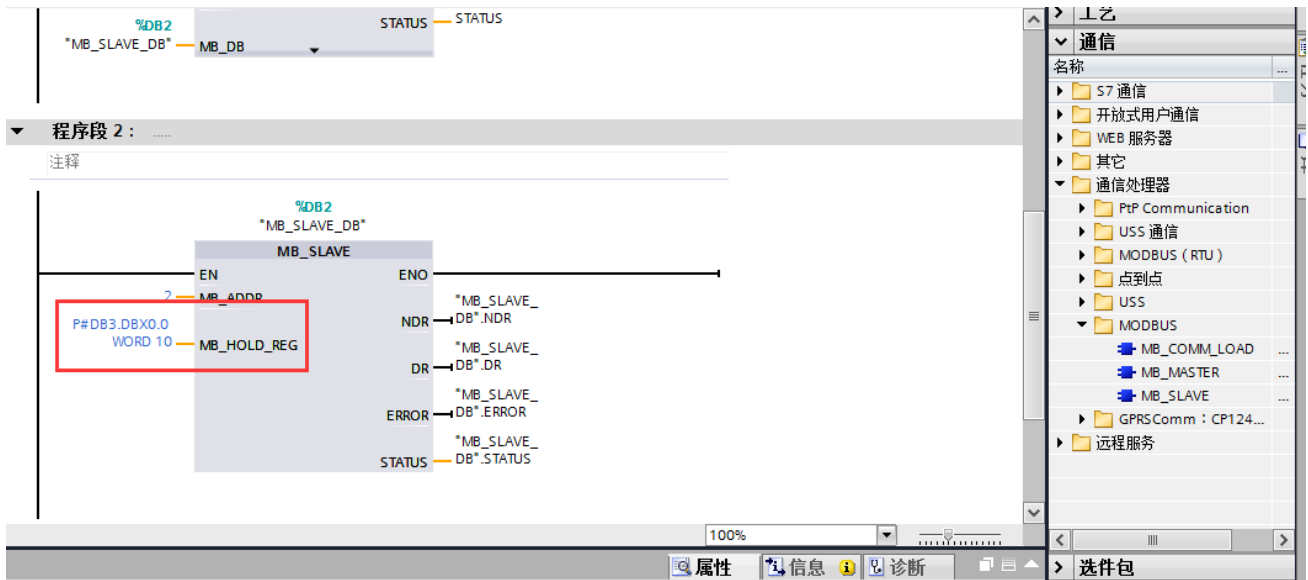 %DB2
"MB_SLAVE_DB"
MB_DB
STATUS
STATUS
程序段 2： .....
注释
%DB2
"MB_SLAVE_DB"
MB_SLAVE
EN
ENO
2
MB_ADDR
P#DB3.DBX0.0
WORD 10
MB_HOLD_REG
NDR
"MB_SLAVE_
DB".NDR
DR
"MB_SLAVE_
DB".DR
ERROR
"MB_SLAVE_
DB".ERROR
STATUS
"MB_SLAVE_
DB".STATUS
100%
属性
信息
诊断
工艺
通信
名称 ...
S7 通信
开放式用户通信
WEB 服务器
其它
通信处理器
PtP Communication
USS 通信
MODBUS（RTU）
点到点
USS
MODBUS
MB_COMM_LOAD ...
MB_MASTER ...
MB_SLAVE ...
GPRSComm：CP124...
远程服务
选件包